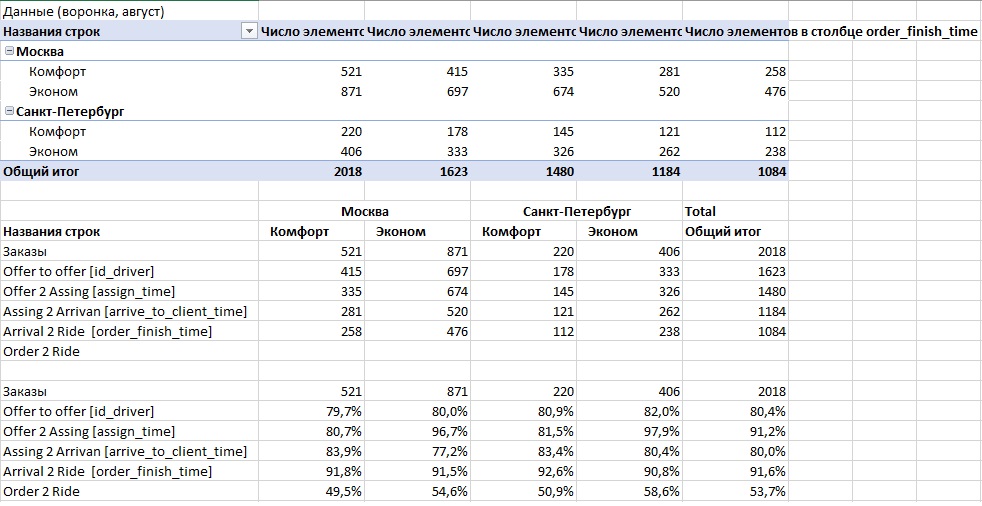 Данные (воронка, август)
Названия строк Число элементс Число элементс Число элементс Число элементс Число элементов в столбце order_finish_time
Москва
Комфорт 521 415 335 281 258
Эконом 871 697 674 520 476
Санкт-Петербург
Комфорт 220 178 145 121 112
Эконом 406 333 326 262 238
Общий итог 2018 1623 1480 1184 1084
Москва Санкт-Петербург Total
Названия строк Комфорт Эконом Комфорт Эконом Общий итог
Заказы 521 871 220 406 2018
Offer to offer [id_driver] 415 697 178 333 1623
Offer 2 Assing [assign_time] 335 674 145 326 1480
Assing 2 Arrivan [arrive_to_client_time] 281 520 121 262 1184
Arrival 2 Ride [order_finish_time] 258 476 112 238 1084
Order 2 Ride
Заказы 521 871 220 406 2018
Offer to offer [id_driver] 79,7% 80,0% 80,9% 82,0% 80,4%
Offer 2 Assing [assign_time] 80,7% 96,7% 81,5% 97,9% 91,2%
Assing 2 Arrivan [arrive_to_client_time] 83,9% 77,2% 83,4% 80,4% 80,0%
Arrival 2 Ride [order_finish_time] 91,8% 91,5% 92,6% 90,8% 91,6%
Order 2 Ride 49,5% 54,6% 50,9% 58,6% 53,7%